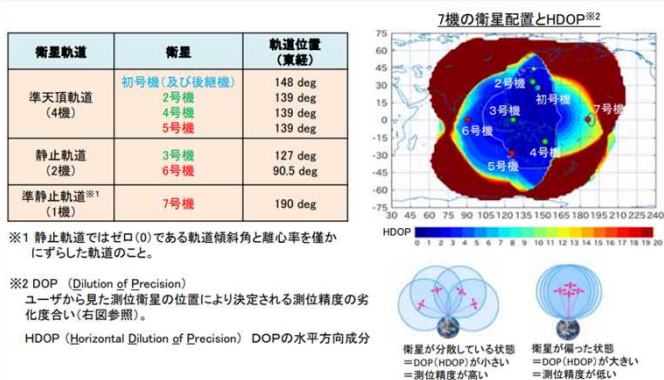 7機の衛星配置とHDOP※2
衛星軌道 衛星 軌道位置
(東経)
準天頂軌道
(4機)
初号機(及び後継機) 148 deg
2号機 139 deg
4号機 139 deg
5号機 139 deg
静止軌道
(2機)
3号機 127 deg
6号機 90.5 deg
準静止軌道※1
(1機)
7号機 190 deg
※1 静止軌道ではゼロ(0)である軌道傾斜角と離心率を僅か
にずらした軌道のこと。
※2 DOP (Dilution of Precision)
ユーザから見た測位衛星の位置により決定される測位精度の劣
化度合い(右図参照)。
HDOP (Horizontal Dilution of Precision) DOPの水平方向成分
75
60
45
30
15
0
-15
-30
-45
-60
-75
2号機
初号機
3号機
7号機
6号機
4号機
5号機
30 45 60 75 90 105 120 135 150 165 180 195 210 225 240
HDOP
0 1 2 3 4 5 6 7 8 9 10 11 12 13 14 15 16 17 18 19 20
衛星が分散している状態
=DOP(HDOP)が小さい
=測位精度が高い
衛星が偏った状態
=DOP(HDOP)が大きい
=測位精度が低い